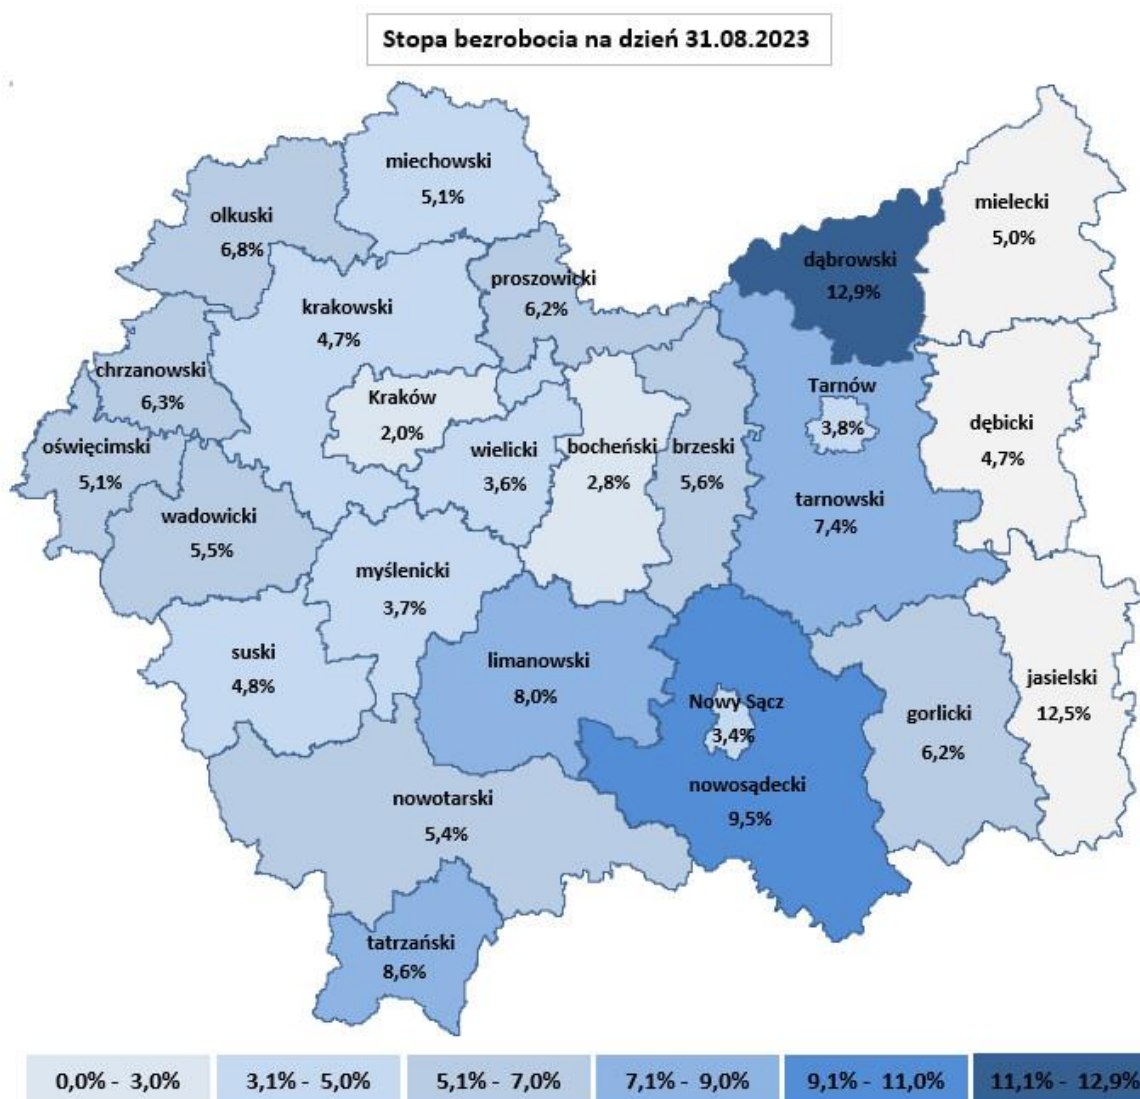 Stopa bezrobocia na dzień 31.08.2023
miechowski
5,1%
olkuski
6,8%
mielecki
5,0%
dąbrowski
12,9%
proszowicki
6,2%
krakowski
4,7%
chrzanowski
6,3%
Kraków
2,0%
Tarnów
3,8%
dębicki
4,7%
oświęcimski
5,1%
wielicki
3,6%
bocheński
2,8%
brzeski
5,6%
tarnowski
7,4%
wadowicki
5,5%
myślenicki
3,7%
suski
4,8%
limanowski
8,0%
jasielski
12,5%
Nowy Sącz
3,4%
gorlicki
6,2%
nowosądecki
9,5%
nowotarski
5,4%
tatrzański
8,6%
0,0% - 3,0%
3,1% - 5,0%
5,1% - 7,0%
7,1% - 9,0%
9,1% - 11,0%
11,1% - 12,9%